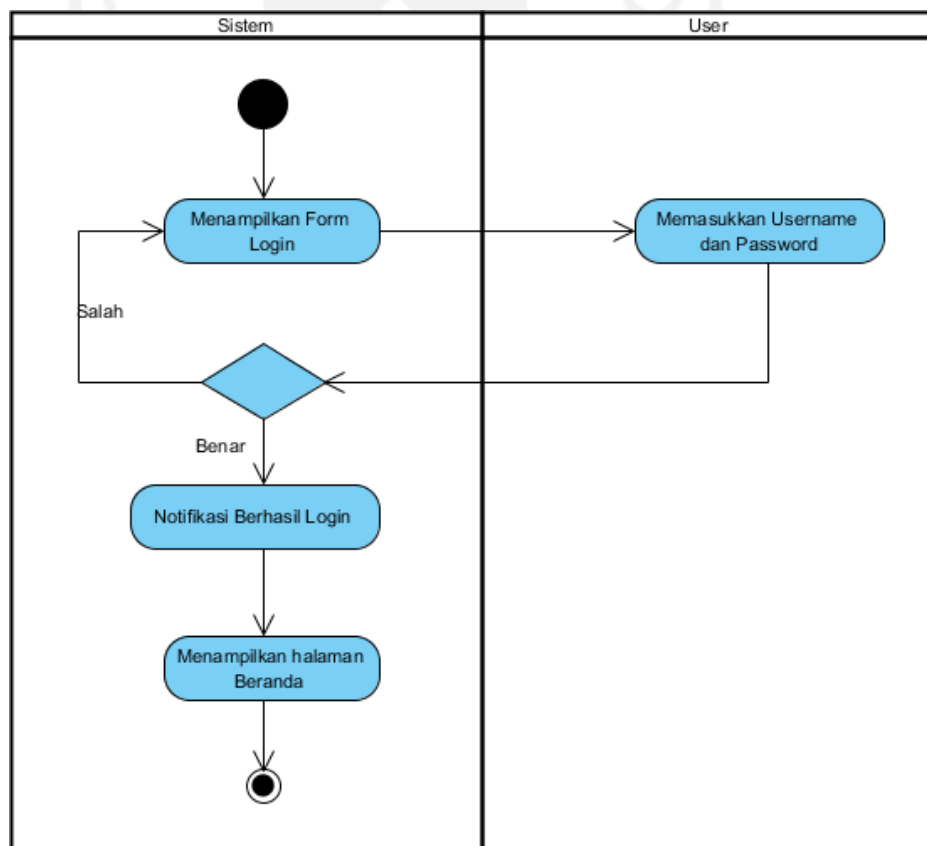 Sistem
User
Menampilkan Form
Login
Memasukkan Username
dan Password
Salah
Benar
Notifikasi Berhasil Login
Menampilkan halaman
Beranda